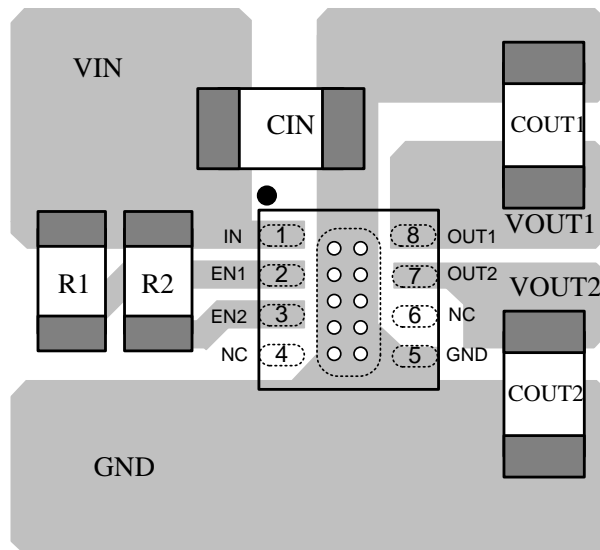 VIN
CIN
COUT1
IN 1 8 OUT1
VOUT1
R1 R2
EN1 2 7 OUT2
VOUT2
EN2 3 6 NC
NC 4 5 GND
COUT2
GND